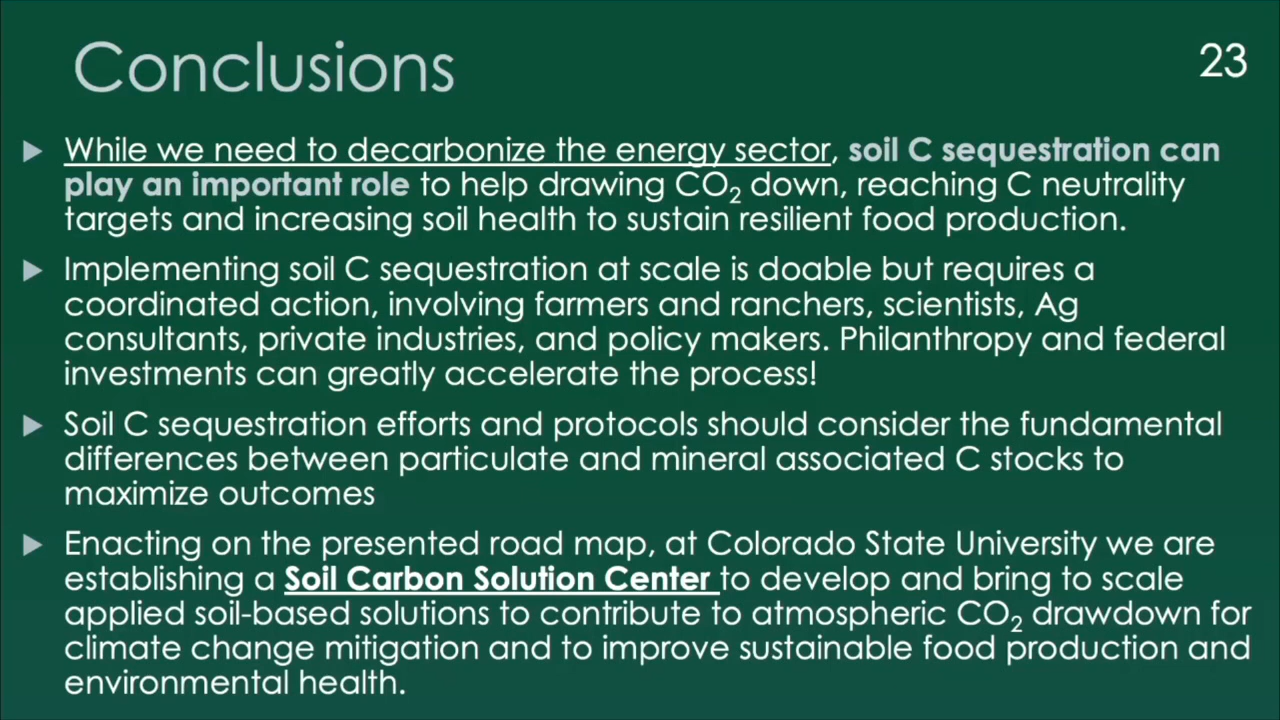 Conclusions
23
While we need to decarbonize the energy sector, soil C sequestration can
play an important role to help drawing CO₂ down, reaching C neutrality
targets and increasing soil health to sustain resilient food production.
Implementing soil C sequestration at scale is doable but requires a
coordinated action, involving farmers and ranchers, scientists, Ag
consultants, private industries, and policy makers. Philanthropy and federal
investments can greatly accelerate the process!
Soil C sequestration efforts and protocols should consider the fundamental
differences between particulate and mineral associated C stocks to
maximize outcomes
Enacting on the presented road map, at Colorado State University we are
establishing a Soil Carbon Solution Center to develop and bring to scale
applied soil-based solutions to contribute to atmospheric CO₂ drawdown for
climate change mitigation and to improve sustainable food production and
environmental health.